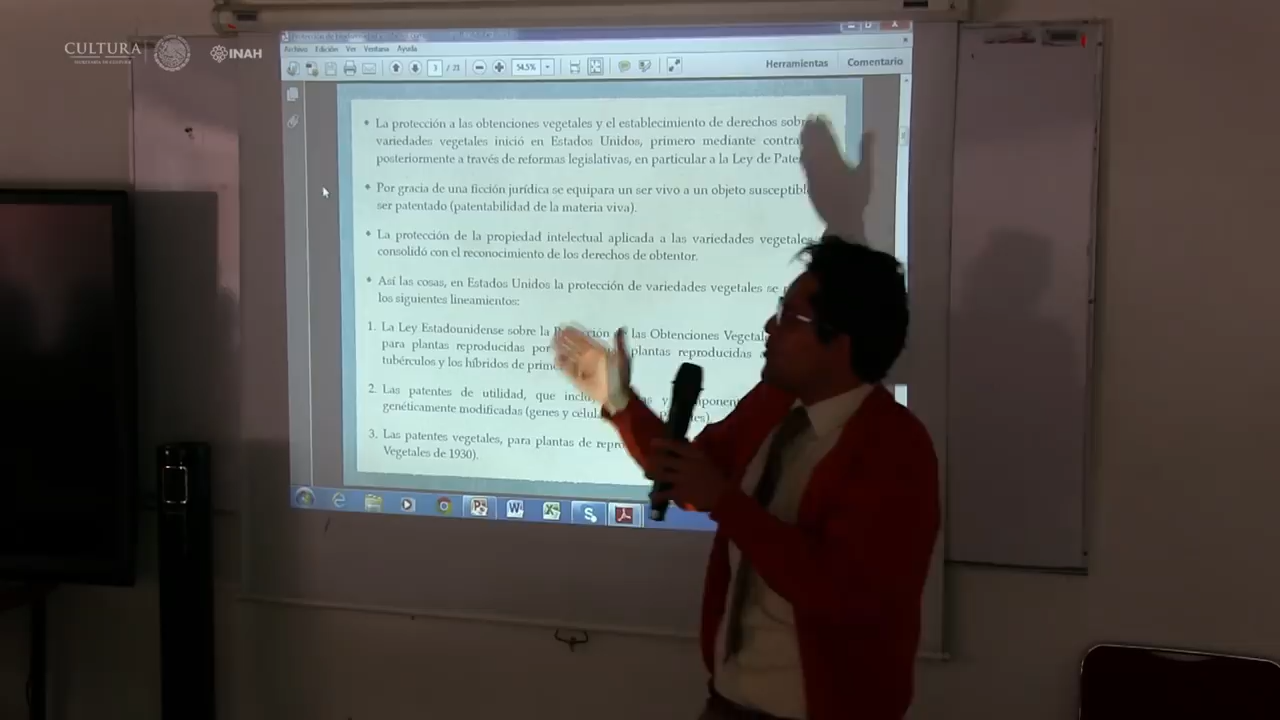 CULTURA
INAH
Archivo Edición Ver Ventana Ayuda
3 / 21 54.5% Herramientas Comentario
• La protección a las obtenciones vegetales y el establecimiento de derechos sobre
variedades vegetales inició en Estados Unidos, primero mediante
posteriormente a través de reformas legislativas, en particular a la Ley de
• Por gracia de una ficción jurídica se equipara un ser vivo a un objeto
ser patentado (patentabilidad de la materia viva).
• La protección de la propiedad intelectual aplicada a las variedades vegetales
consolidó con el reconocimiento de los derechos de obtentor.
• Así las cosas, en Estados Unidos la protección de variedades vegetales se
los siguientes lineamientos:
1. La Ley Estadounidense sobre la las Obtenciones
para plantas reproducidas por plantas reproducidas
tubérculos y los híbridos de
2. Las patentes de utilidad, que
genéticamente modificadas (genes y
3. Las patentes vegetales, para plantas de
Vegetales de 1930).